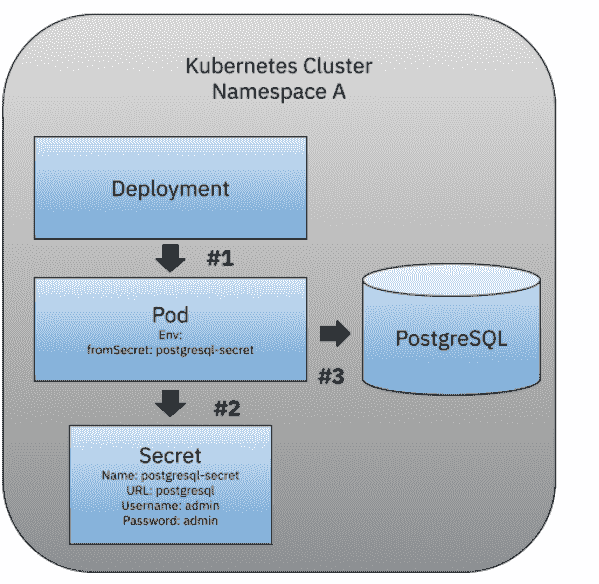 Kubernetes Cluster
Namespace A
Deployment
#1
Pod
Env:
fromSecret: postgresql-secret
PostgreSQL
#3
#2
Secret
Name: postgresql-secret
URL: postgresql
Username: admin
Password: admin